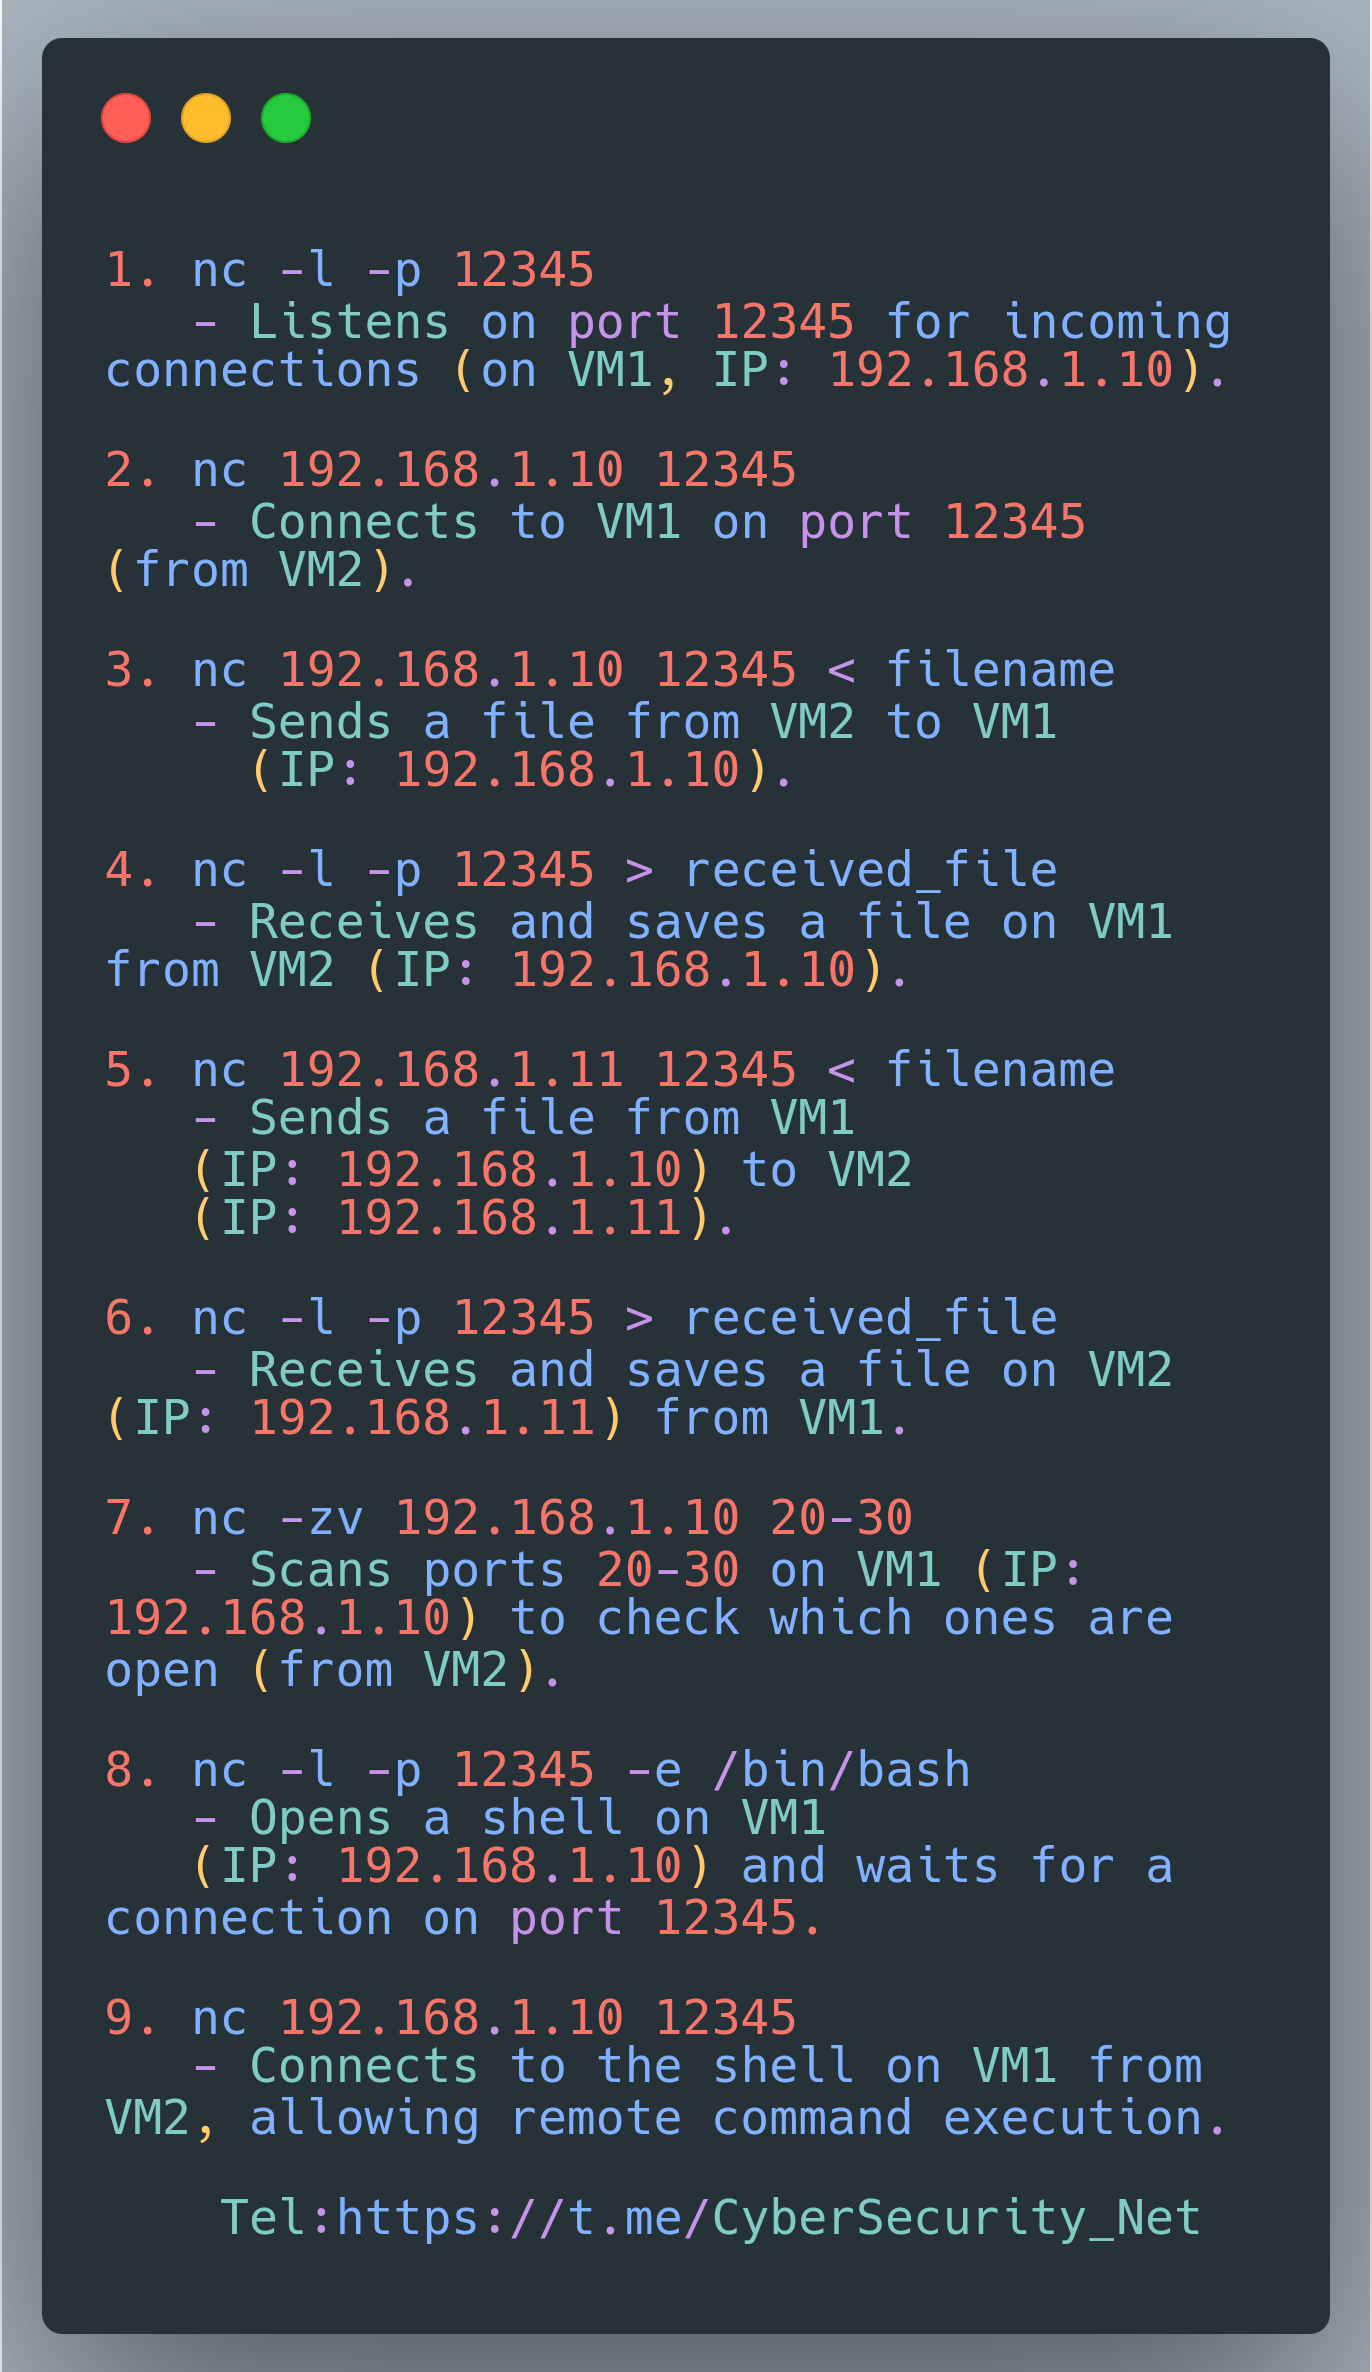 1. nc -l -p 12345
   - Listens on port 12345 for incoming
connections (on VM1, IP: 192.168.1.10).

2. nc 192.168.1.10 12345
   - Connects to VM1 on port 12345
(from VM2).

3. nc 192.168.1.10 12345 < filename
   - Sends a file from VM2 to VM1
     (IP: 192.168.1.10).

4. nc -l -p 12345 > received_file
   - Receives and saves a file on VM1
from VM2 (IP: 192.168.1.10).

5. nc 192.168.1.11 12345 < filename
   - Sends a file from VM1
   (IP: 192.168.1.10) to VM2
   (IP: 192.168.1.11).

6. nc -l -p 12345 > received_file
   - Receives and saves a file on VM2
(IP: 192.168.1.11) from VM1.

7. nc -zv 192.168.1.10 20-30
   - Scans ports 20-30 on VM1 (IP:
192.168.1.10) to check which ones are
open (from VM2).

8. nc -l -p 12345 -e /bin/bash
   - Opens a shell on VM1
   (IP: 192.168.1.10) and waits for a
connection on port 12345.

9. nc 192.168.1.10 12345
   - Connects to the shell on VM1 from
VM2, allowing remote command execution.

    Tel:https://t.me/CyberSecurity_Net